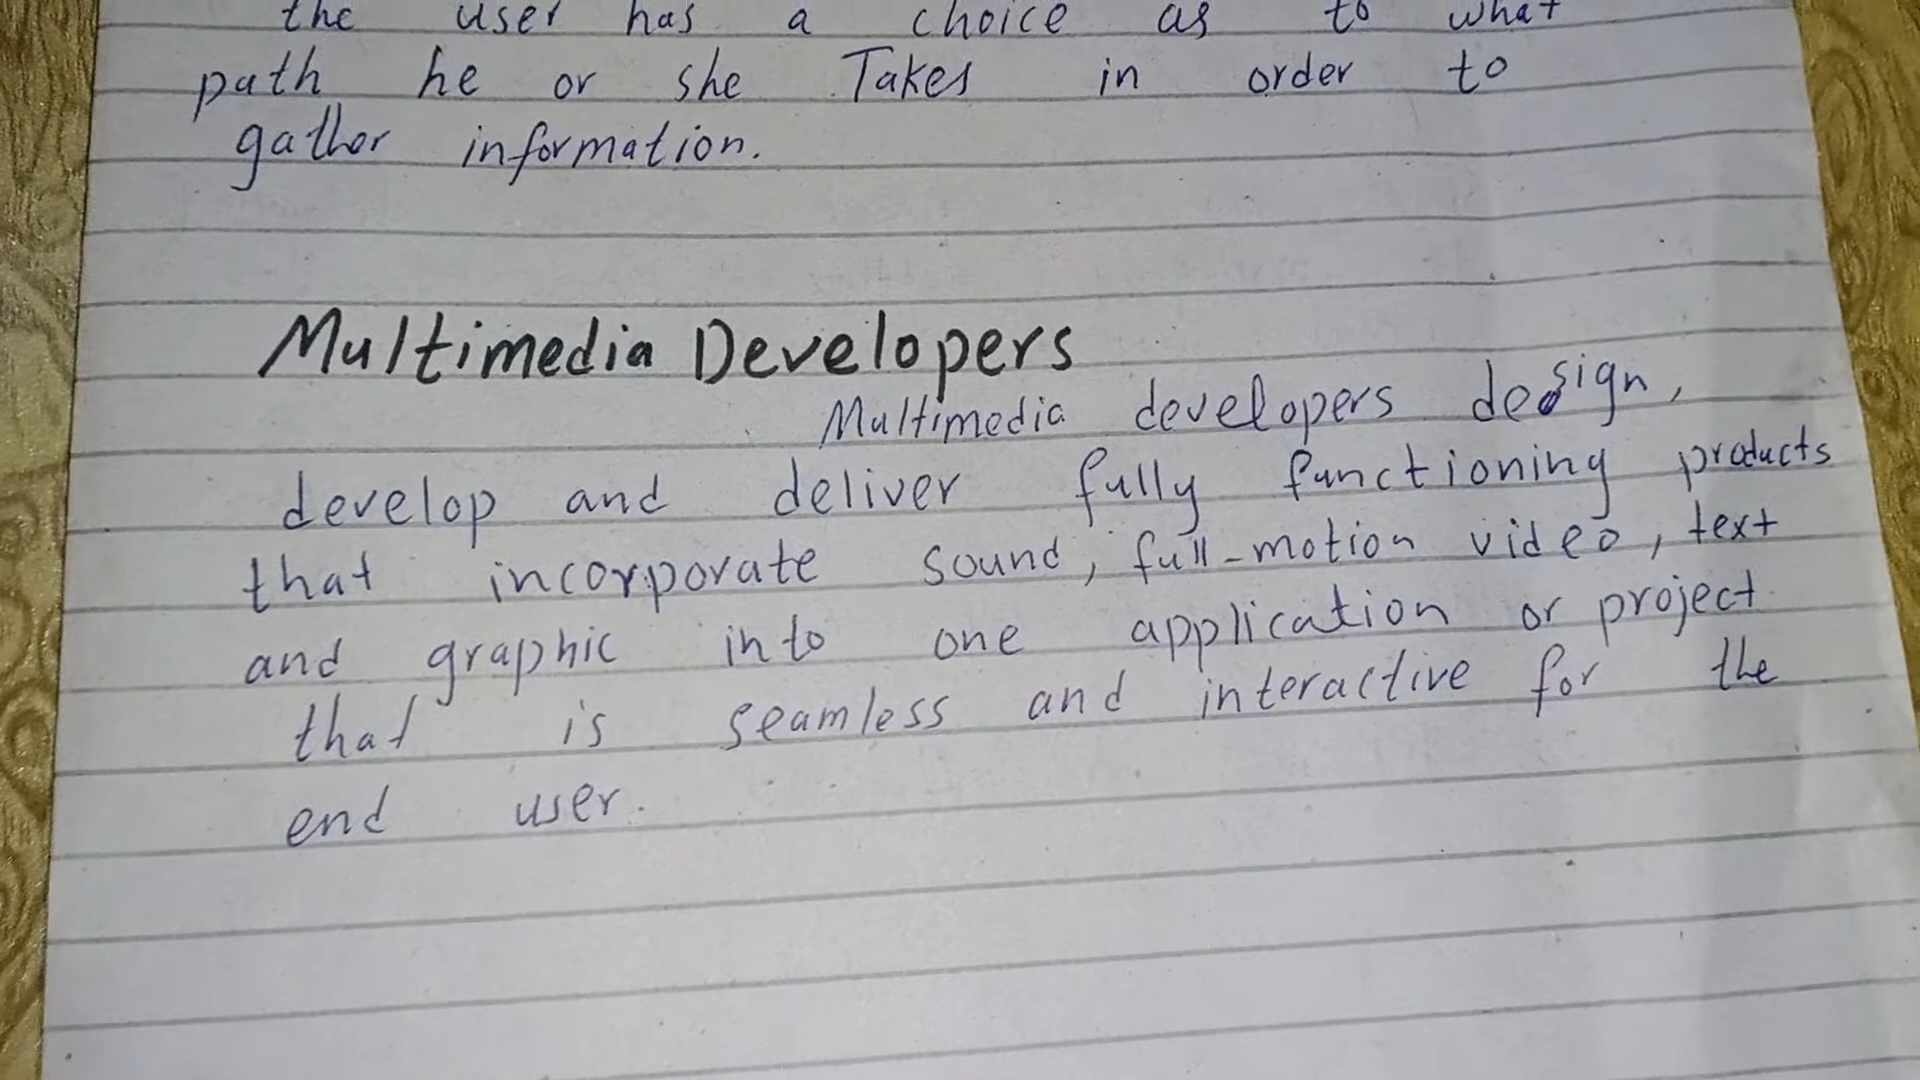 the user has a choice as to what
path he or she Takes in order to
gather information.
Multimedia Developers
Multimedia developers design,
develop and deliver fully functioning products
that incorporate sound, full-motion video, text
and graphic into one application or project
that is seamless and interactive for the
end user.